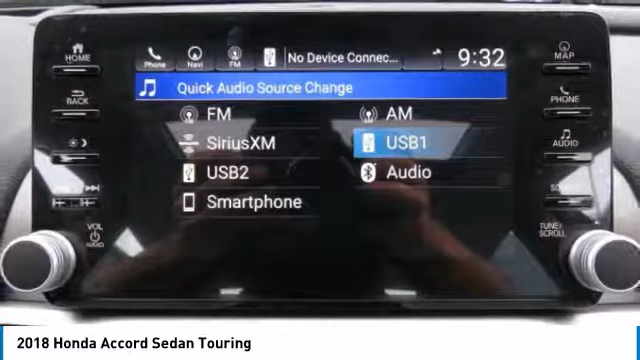 HOME
Phone
Navi
FM
No Device Connec...
9:32
MAP
Quick Audio Source Change
BACK
PHONE
FM
AM
SiriusXM
USB1
AUDIO
USB2
Audio
Smartphone
VOL
AUDIO
TUNE/
SCROLL
2018 Honda Accord Sedan Touring